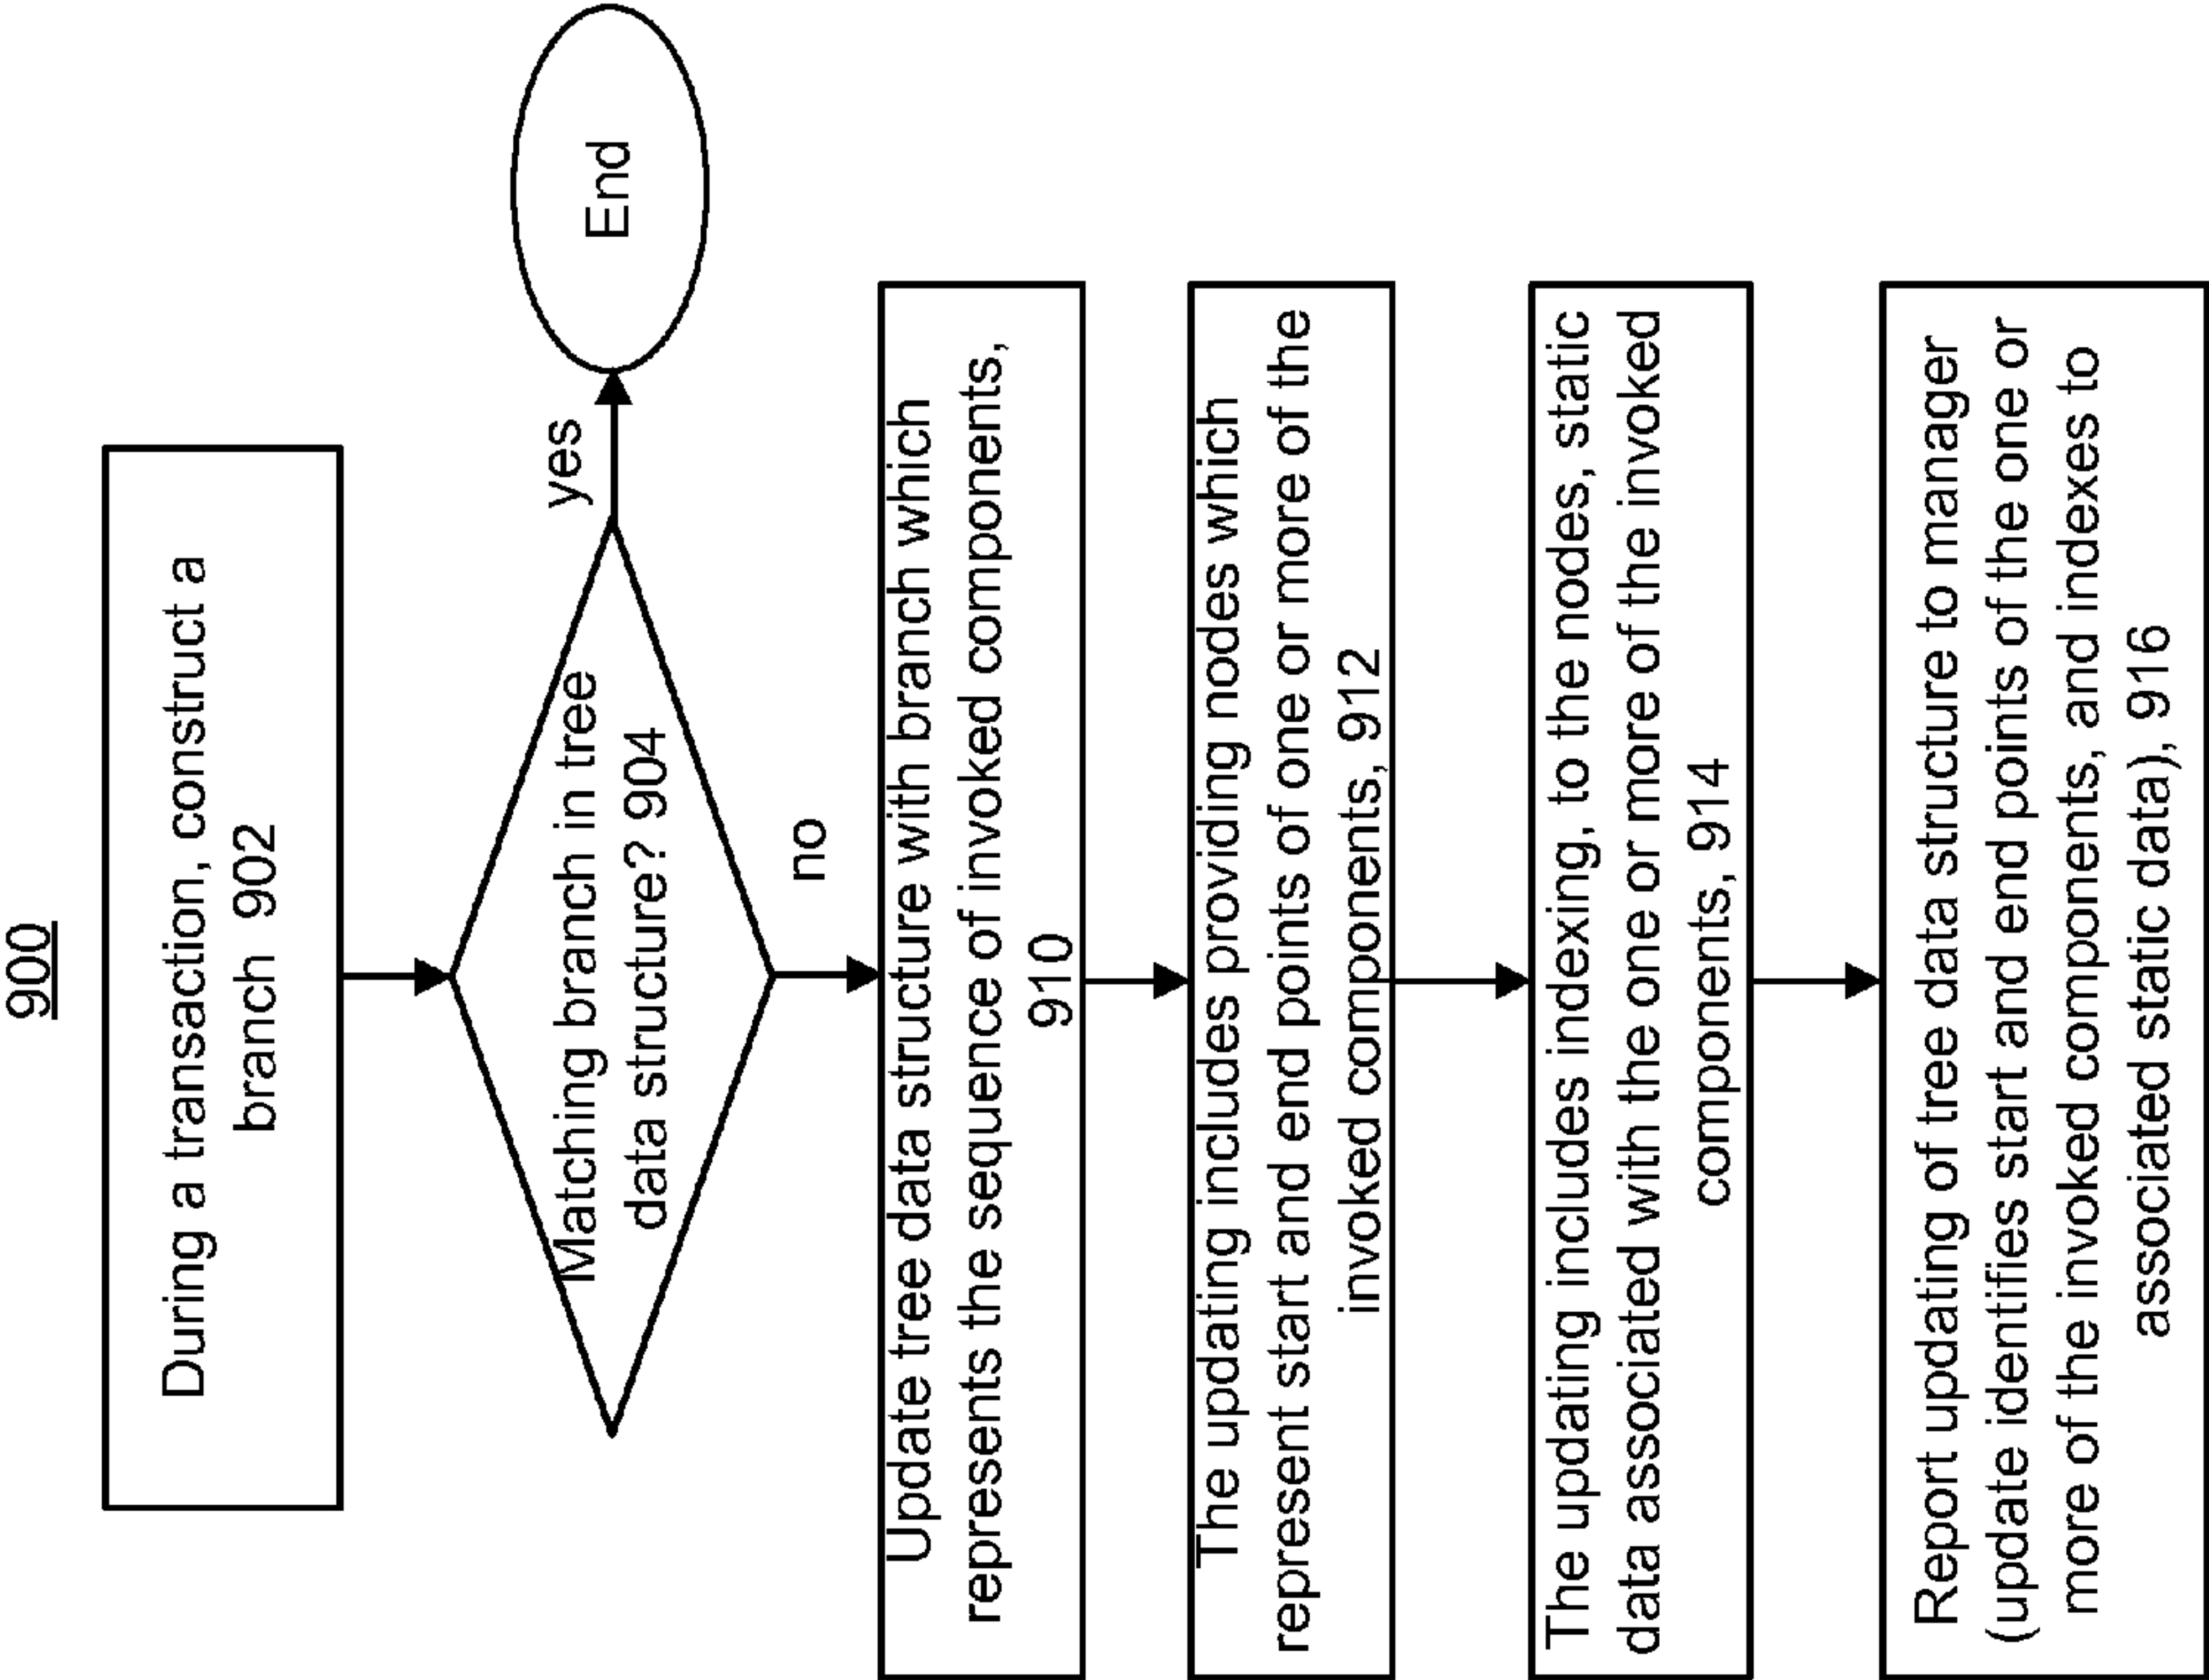 900
During a transaction, construct a
branch 902
Matching branch in tree
data structure? 904
yes
End
no
Update tree data structure with branch which
represents the sequence of invoked components,
910
The updating includes providing nodes which
represent start and end points of one or more of the
invoked components, 912
The updating includes indexing, to the nodes, static
data associated with the one or more of the invoked
components, 914
Report updating of tree data structure to manager
(update identifies start and end points of the one or
more of the invoked components, and indexes to
associated static data), 916